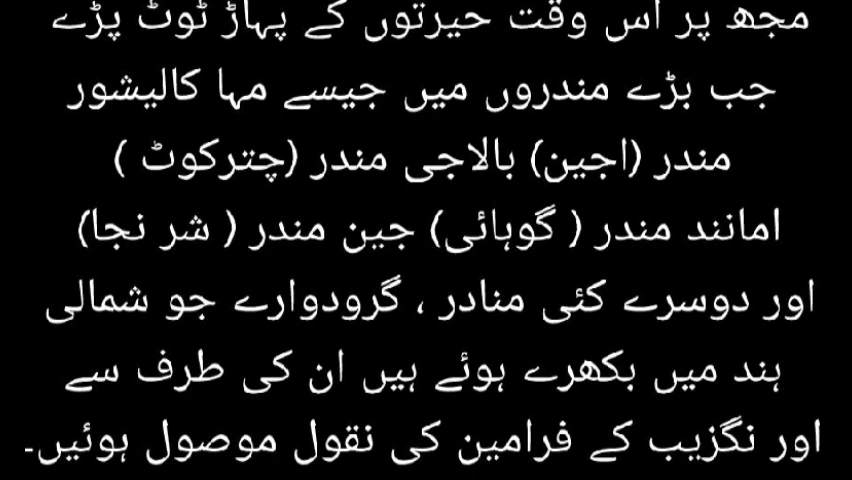 مجھ پر اس وقت حیرتوں کے پہاڑ ٹوٹ پڑے
جب بڑے مندروں میں جیسے مہا کالیشور
مندر (اجین) بالاجی مندر (چترکوٹ )
امانند مندر ( گوہائی) جین مندر ( شر نجا)
اور دوسرے کئی منادر ، گرودوارے جو شمالی
ہند میں بکھرے ہوئے ہیں ان کی طرف سے
اور نگزیب کے فرامین کی نقول موصول ہوئیں۔